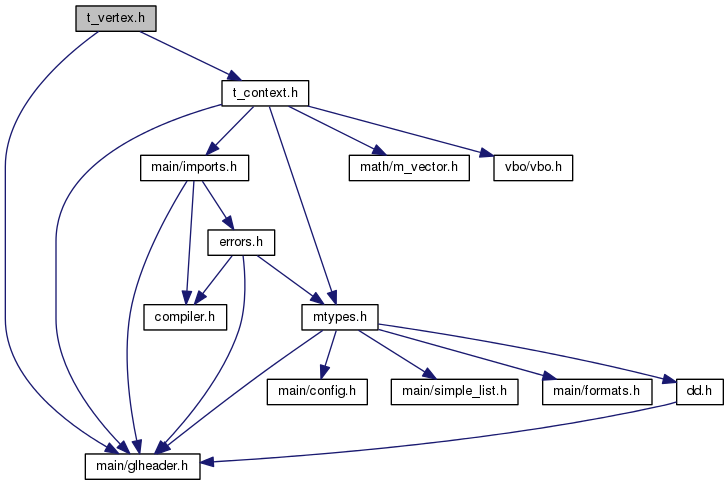 t_vertex.h
t_context.h
main/imports.h
math/m_vector.h
vbo/vbo.h
errors.h
compiler.h
mtypes.h
main/config.h
main/simple_list.h
main/formats.h
dd.h
main/glheader.h